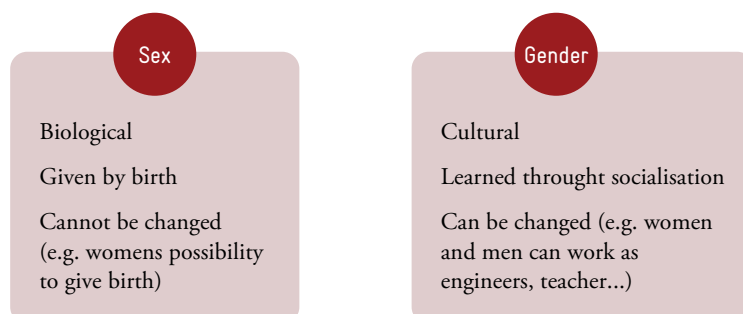 Sex
Biological
Given by birth
Cannot be changed
(e.g. womens possibility
to give birth)
Gender
Cultural
Learned throught socialisation
Can be changed (e.g. women
and men can work as
engineers, teacher...)